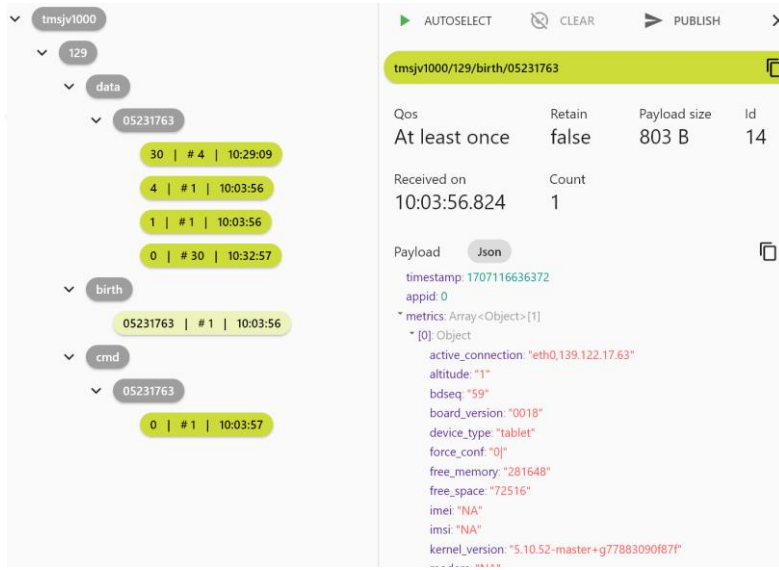 tmsjv1000
129
data
05231763
30 | # 4 | 10:29:09
4 | # 1 | 10:03:56
1 | # 1 | 10:03:56
0 | # 30 | 10:32:57
birth
05231763 | # 1 | 10:03:56
cmd
05231763
0 | # 1 | 10:03:57
AUTOSELECT CLEAR PUBLISH
tmsjv1000/129/birth/05231763
Qos Retain Payload size Id
At least once false 803 B 14
Received on Count
10:03:56.824 1
Payload Json
timestamp: 1707116636372
appid: 0
metrics: Array<Object>[1]
[0]: Object
active_connection: "eth0,139.122.17.63"
altitude: "1"
bdseq: "59"
board_version: "0018"
device_type: "tablet"
force_conf: "0|"
free_memory: "281648"
free_space: "72516"
imei: "NA"
imsi: "NA"
kernel_version: "5.10.52-master+g77883090f87f"
modem: "NA"